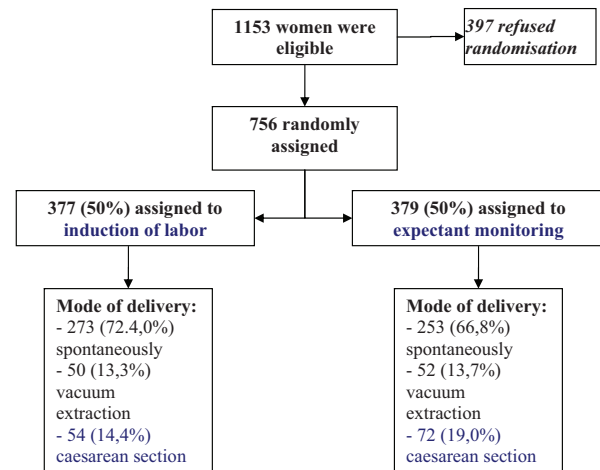 1153 women were
eligible
397 refused
randomisation
756 randomly
assigned
377 (50%) assigned to
induction of labor
379 (50%) assigned to
expectant monitoring
Mode of delivery:
- 273 (72.4,0%)
spontaneously
- 50 (13,3%)
vacuum
extraction
- 54 (14,4%)
caesarean section
Mode of delivery:
- 253 (66,8%)
spontaneously
- 52 (13,7%)
vacuum
extraction
- 72 (19,0%)
caesarean section